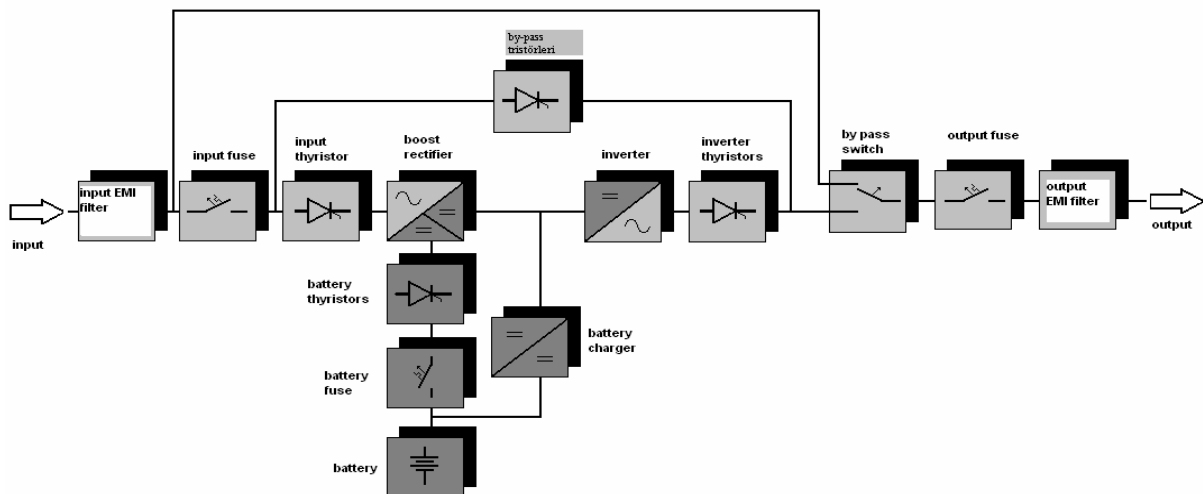 by-pass
tristörleri
input fuse
input
thyristor
boost
rectifier
inverter
inverter
thyristors
by pass
switch
output fuse
input EMI
filter
output
EMI filter
input
output
battery
thyristors
battery
charger
battery
fuse
battery